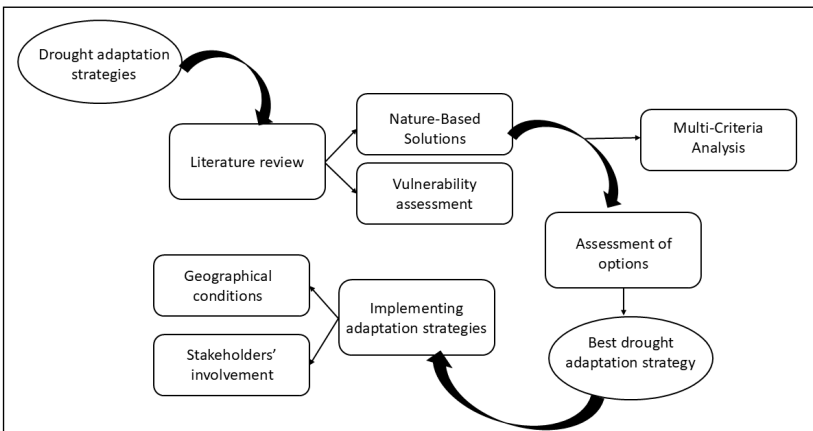 Drought adaptation
strategies
Literature review
Nature-Based
Solutions
Vulnerability
assessment
Multi-Criteria
Analysis
Assessment of
options
Best drought
adaptation strategy
Implementing
adaptation strategies
Geographical
conditions
Stakeholders’
involvement